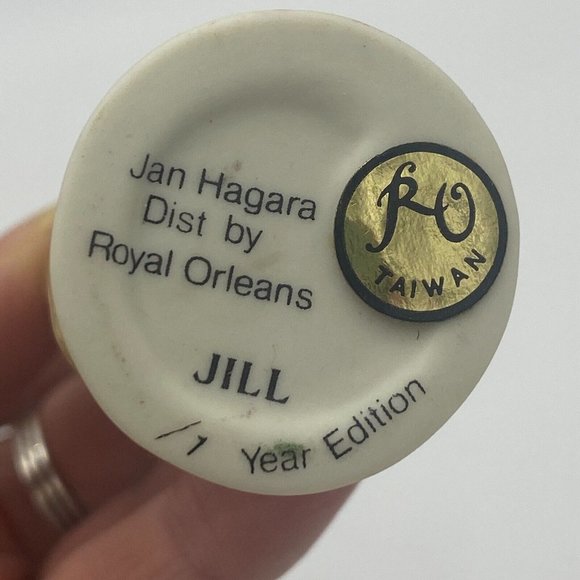 Jan Hagara
Dist by
Royal Orleans
RO
TAIWAN
JILL
/1 Year Edition